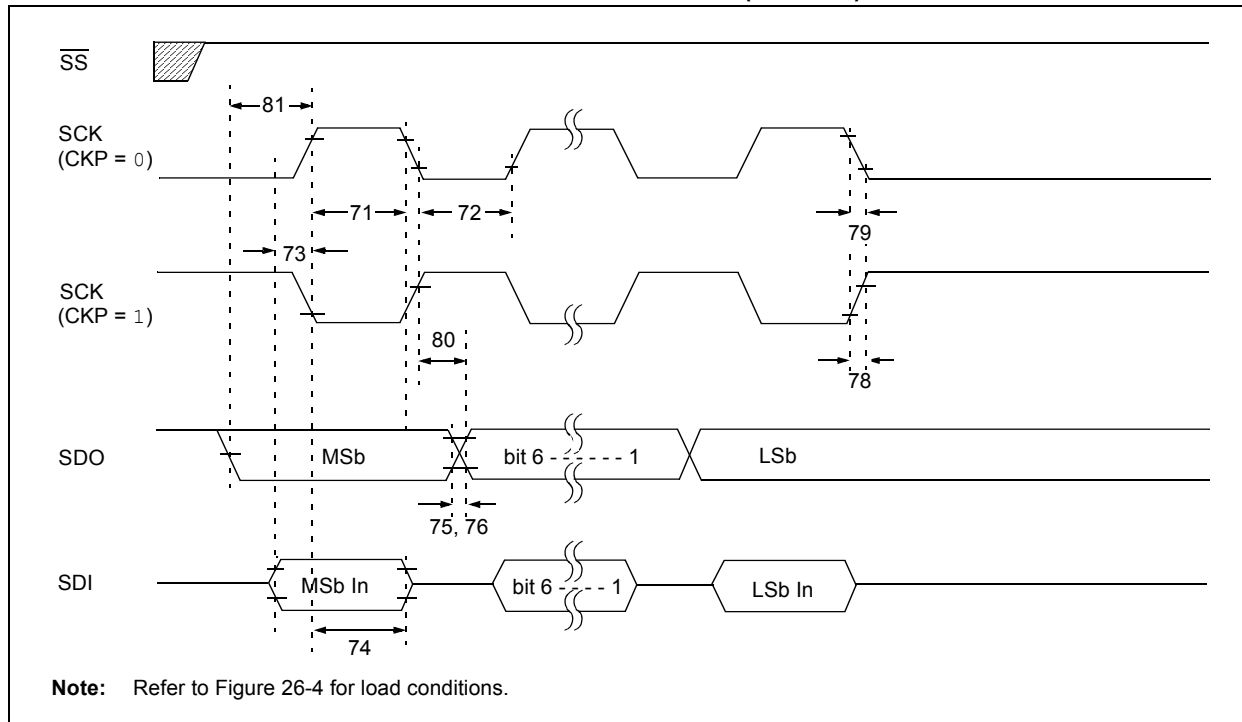 SS
81
SCK
(CKP = 0)
71
72
79
73
SCK
(CKP = 1)
80
78
SDO
MSb
bit 6 - - - - - - 1
LSb
75, 76
SDI
MSb In
bit 6 - - - - 1
LSb In
74
Note: Refer to Figure 26-4 for load conditions.